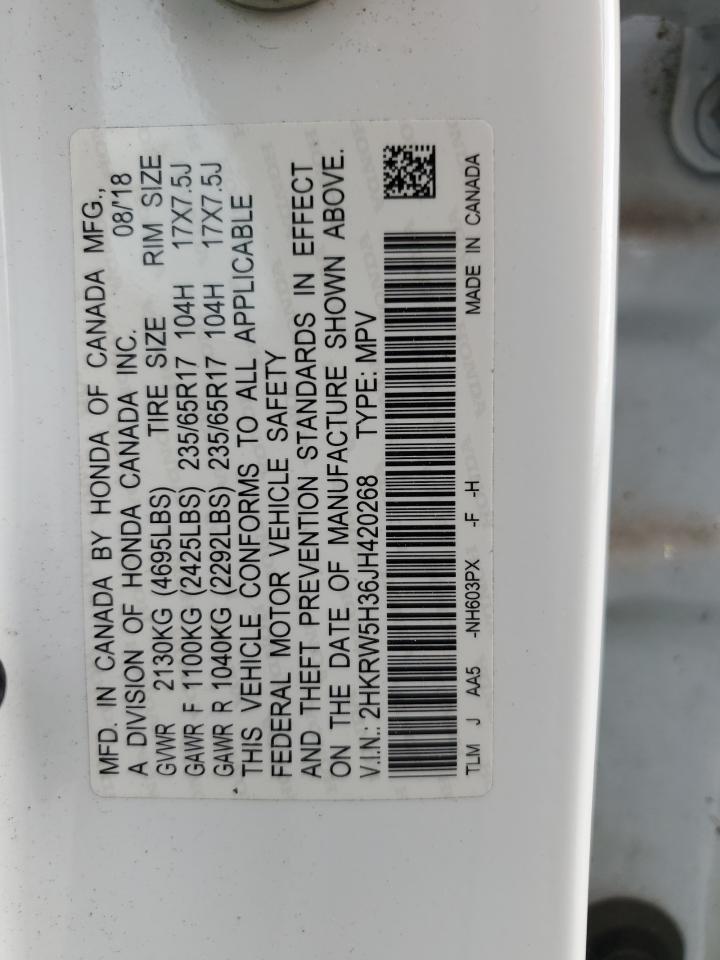 MFD. IN CANADA BY HONDA OF CANADA MFG.,
A DIVISION OF HONDA CANADA INC. 08/'18
GVWR 2130KG (4695LBS) TIRE SIZE RIM SIZE
GAWR F 1100KG (2425LBS) 235/65R17 104H 17X7.5J
GAWR R 1040KG (2292LBS) 235/65R17 104H 17X7.5J
THIS VEHICLE CONFORMS TO ALL APPLICABLE
FEDERAL MOTOR VEHICLE SAFETY
AND THEFT PREVENTION STANDARDS IN EFFECT
ON THE DATE OF MANUFACTURE SHOWN ABOVE.
V.I.N.: 2HKRW5H36JH420268 TYPE: MPV
TLM J AA5 -NH603PX -F -H MADE IN CANADA